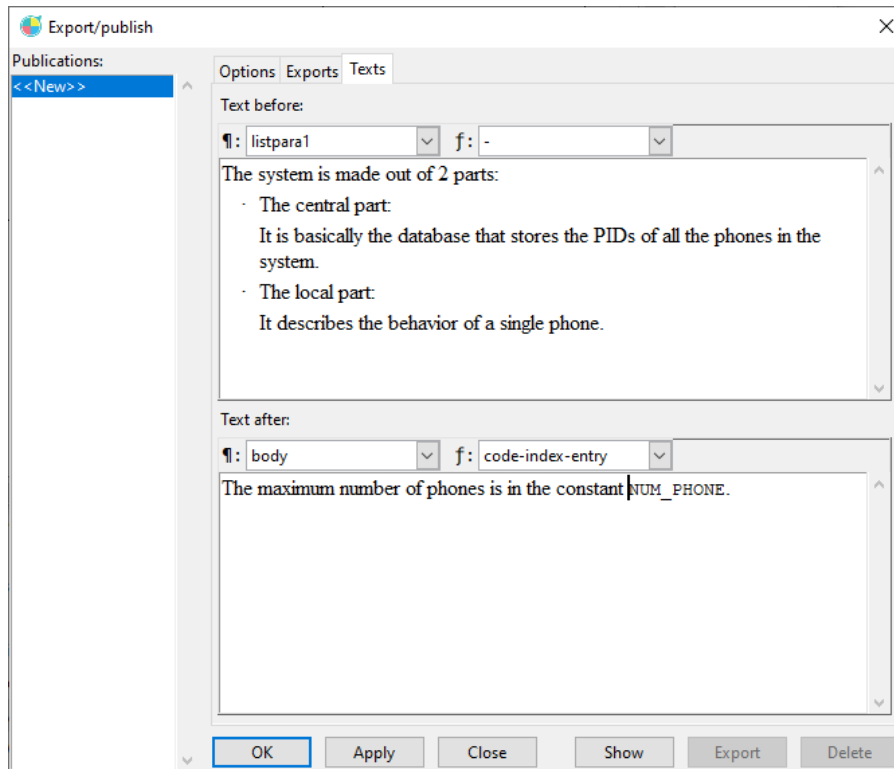 Export/publish
Publications:
<<New>>
Options Exports Texts
Text before:
¶: listpara1 ƒ: -
The system is made out of 2 parts:
· The central part:
It is basically the database that stores the PIDs of all the phones in the
system.
· The local part:
It describes the behavior of a single phone.
Text after:
¶: body ƒ: code-index-entry
The maximum number of phones is in the constant NUM_PHONE.
OK Apply Close Show Export Delete